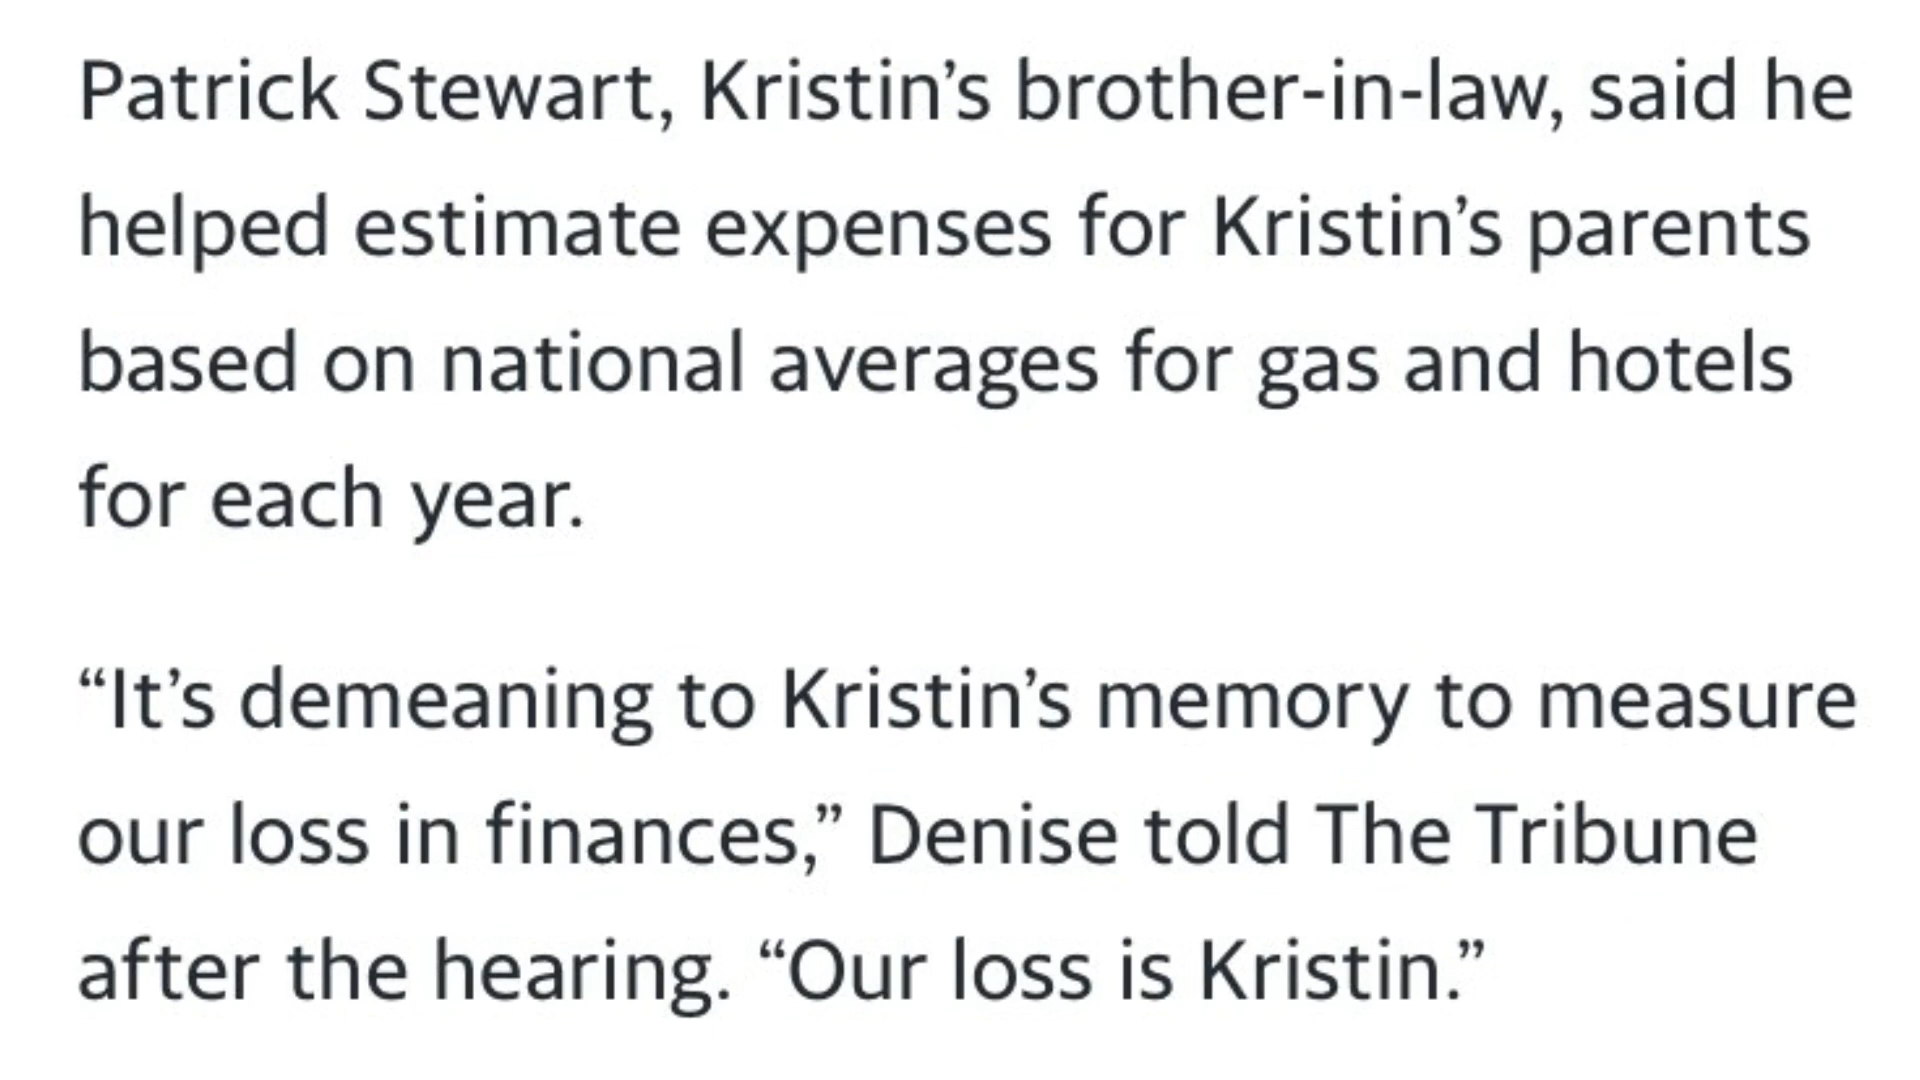 Patrick Stewart, Kristin’s brother-in-law, said he
helped estimate expenses for Kristin’s parents
based on national averages for gas and hotels
for each year.
“It’s demeaning to Kristin’s memory to measure
our loss in finances,” Denise told The Tribune
after the hearing. “Our loss is Kristin.”